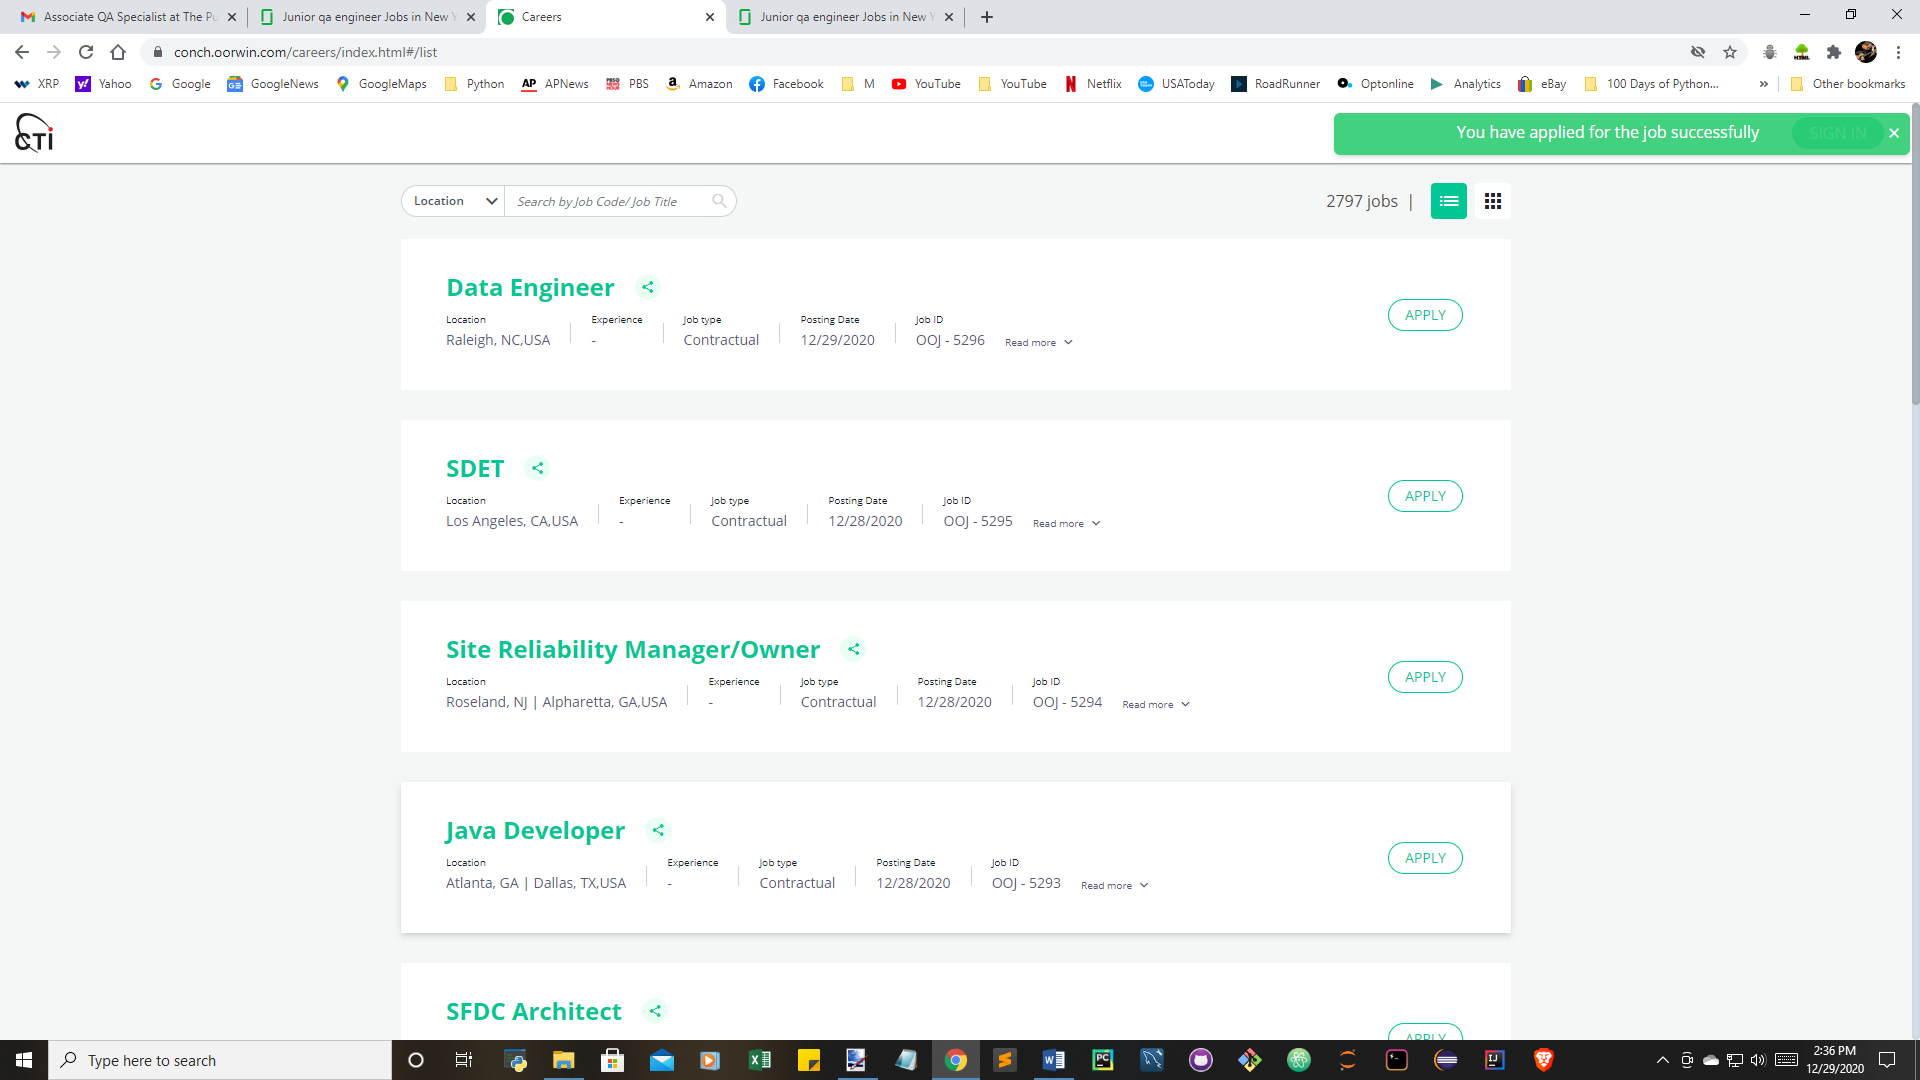 Associate QA Specialist at The Pu
Junior qa engineer Jobs in New Y
Careers
Junior qa engineer Jobs in New Y
conch.oorwin.com/careers/index.html#/list
XRP
Yahoo
Google
GoogleNews
GoogleMaps
Python
APNews
PBS
Amazon
Facebook
M
YouTube
YouTube
Netflix
USAToday
RoadRunner
Optonline
Analytics
eBay
100 Days of Python...
Other bookmarks
CTi
You have applied for the job successfully
SIGN IN
Location
Search by Job Code/ Job Title
2797 jobs |
Data Engineer
Location Experience Job type Posting Date Job ID
Raleigh, NC,USA - Contractual 12/29/2020 OOJ - 5296 Read more
APPLY
SDET
Location Experience Job type Posting Date Job ID
Los Angeles, CA,USA - Contractual 12/28/2020 OOJ - 5295 Read more
APPLY
Site Reliability Manager/Owner
Location Experience Job type Posting Date Job ID
Roseland, NJ | Alpharetta, GA,USA - Contractual 12/28/2020 OOJ - 5294 Read more
APPLY
Java Developer
Location Experience Job type Posting Date Job ID
Atlanta, GA | Dallas, TX,USA - Contractual 12/28/2020 OOJ - 5293 Read more
APPLY
SFDC Architect
APPLY
Type here to search
2:36 PM
12/29/2020